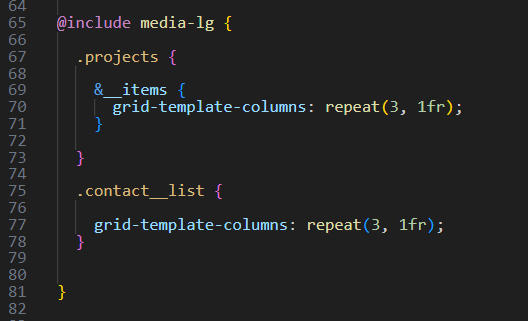 64
65 @include media-lg {
66
67 .projects {
68
69 &__items {
70 grid-template-columns: repeat(3, 1fr);
71 }
72
73 }
74
75 .contact__list {
76
77 grid-template-columns: repeat(3, 1fr);
78 }
79
80
81 }
82